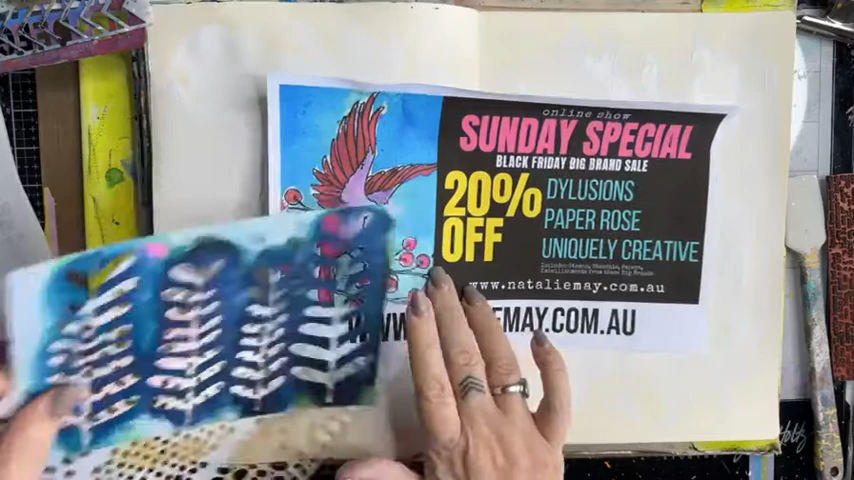 online show
SUNDAY SPECIAL
BLACK FRIDAY BIG BRAND SALE
20%
OFF
DYLUSIONS
PAPER ROSE
UNIQUELY CREATIVE
www.nataliemay.com.au
EMAY.COM.AU